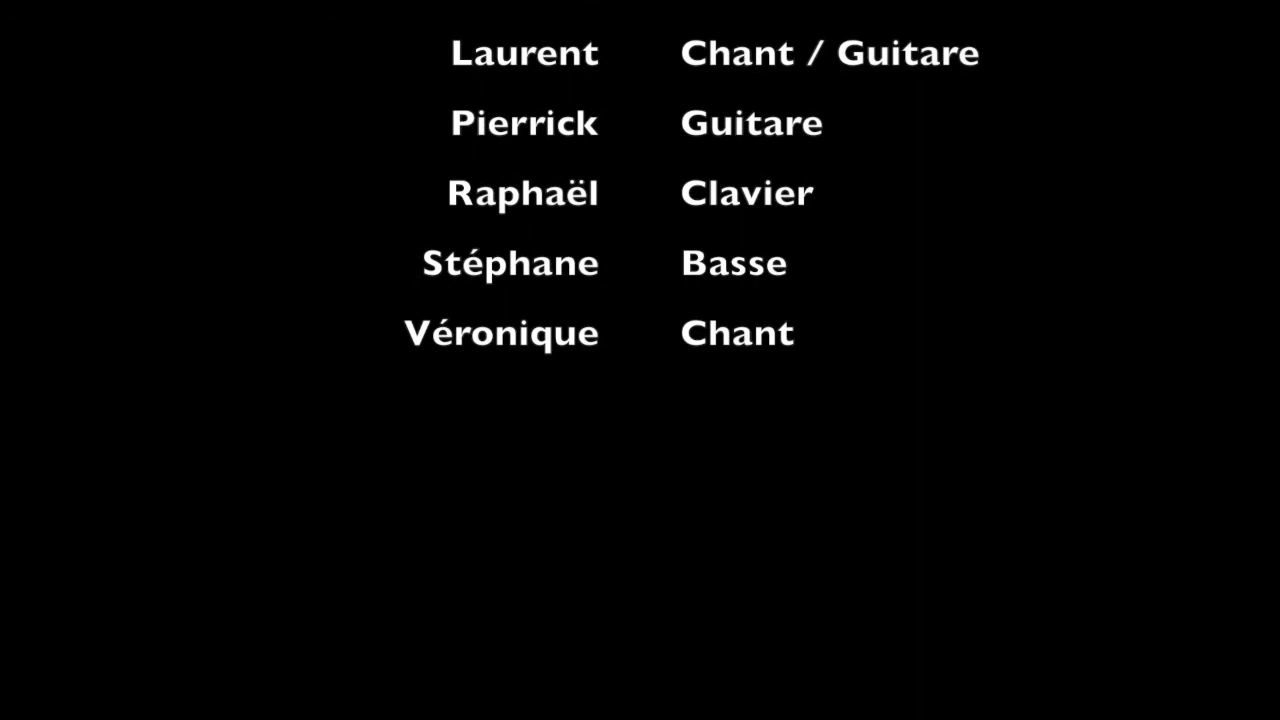 Laurent Chant / Guitare
Pierrick Guitare
Raphaël Clavier
Stéphane Basse
Véronique Chant